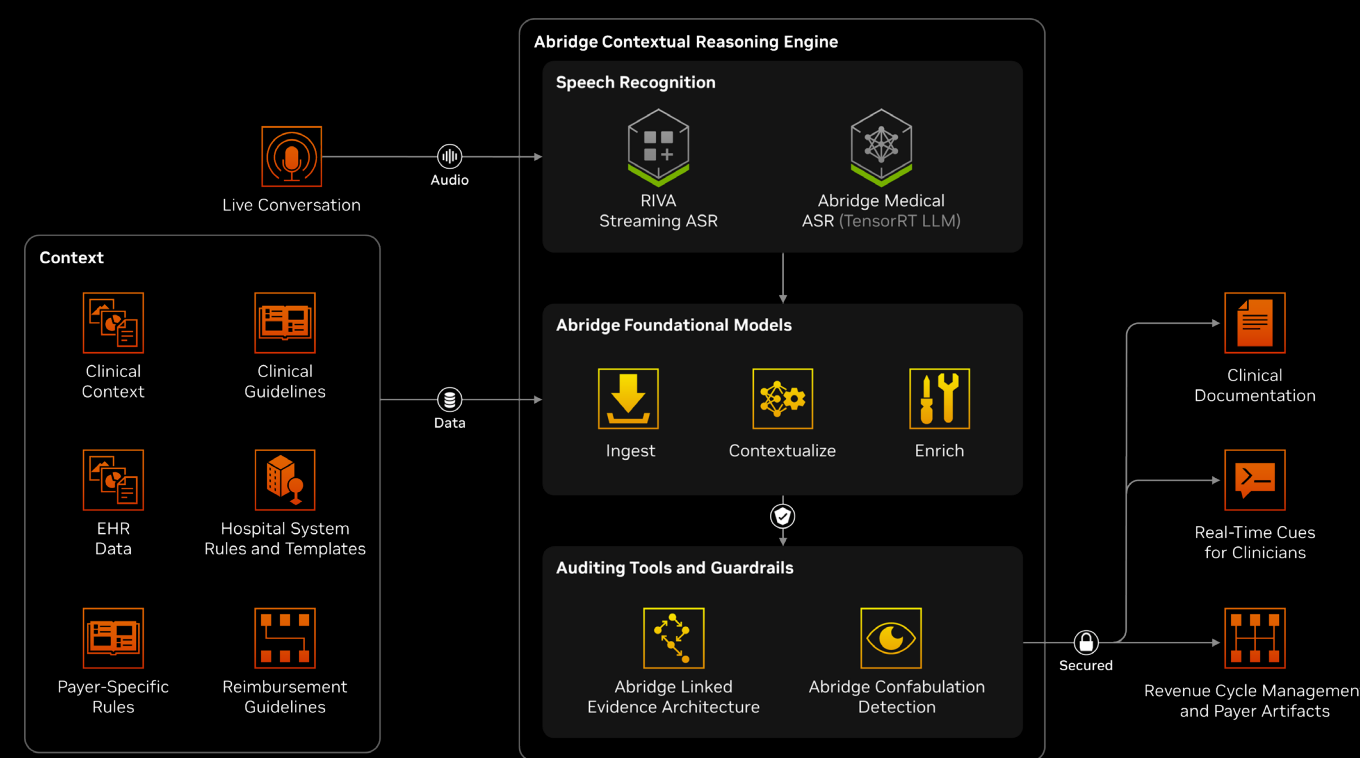 Abridge Contextual Reasoning Engine
Speech Recognition
RIVA
Streaming ASR
Abridge Medical
ASR (TensorRT LLM)
Live Conversation
Audio
Context
Clinical
Context
Clinical
Guidelines
EHR
Data
Hospital System
Rules and Templates
Payer-Specific
Rules
Reimbursement
Guidelines
Data
Abridge Foundational Models
Ingest
Contextualize
Enrich
Auditing Tools and Guardrails
Abridge Linked
Evidence Architecture
Abridge Confabulation
Detection
Secured
Clinical
Documentation
Real-Time Cues
for Clinicians
Revenue Cycle Managemen
and Payer Artifacts